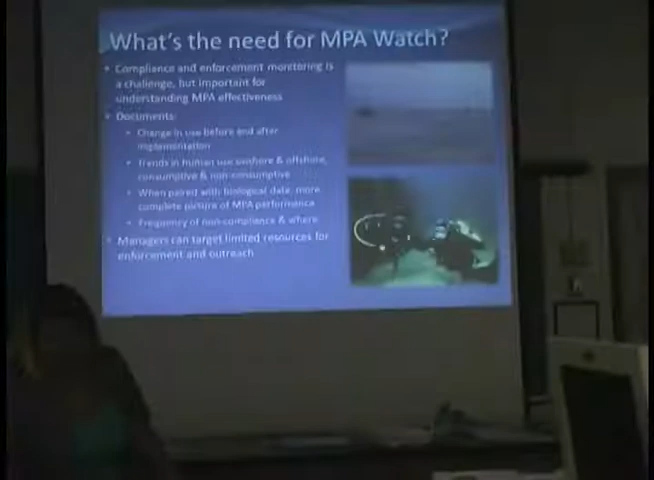 What's the need for MPA Watch?
• Compliance and enforcement monitoring is
a challenge, but important for
understanding MPA effectiveness
• Documents:
• Change in use before and after
implementation
• Trends in human use onshore & offshore,
consumptive & non-consumptive
• When paired with biological data, more
complete picture of MPA performance
• Frequency of non-compliance & where
• Managers can target limited resources for
enforcement and outreach